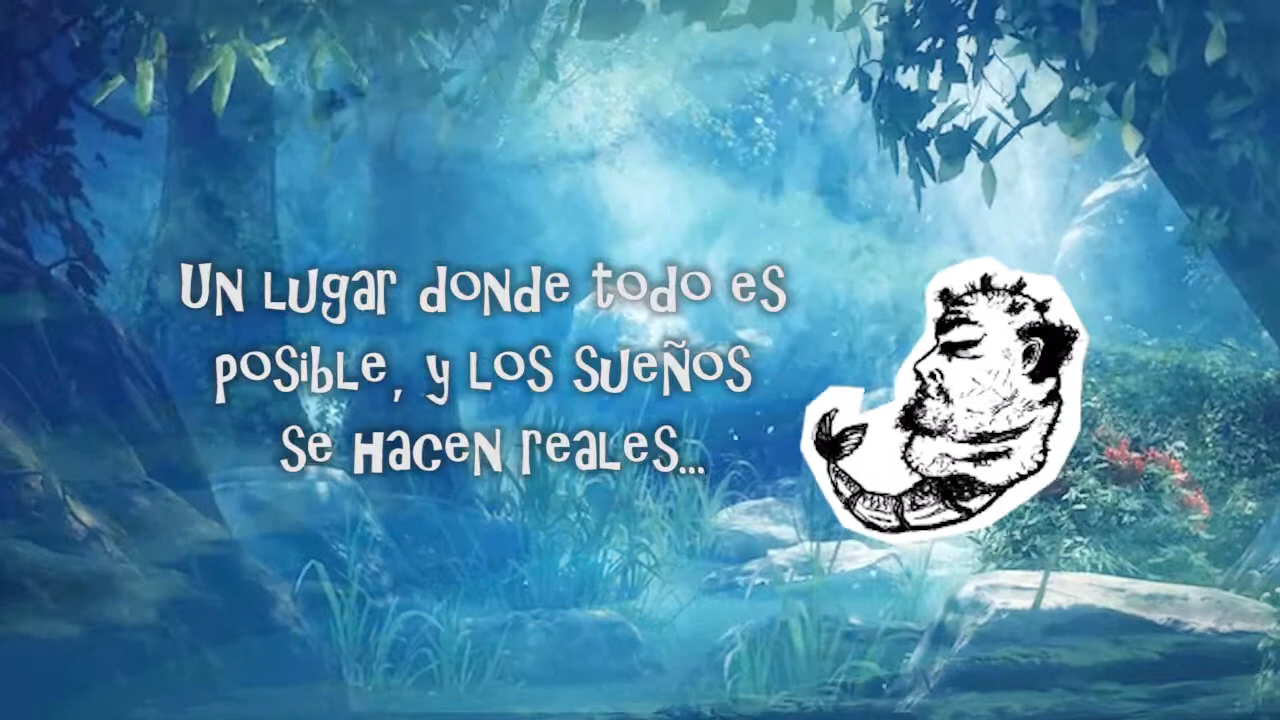 Un lugar donde todo es
posible, y los sueños
se hacen reales...